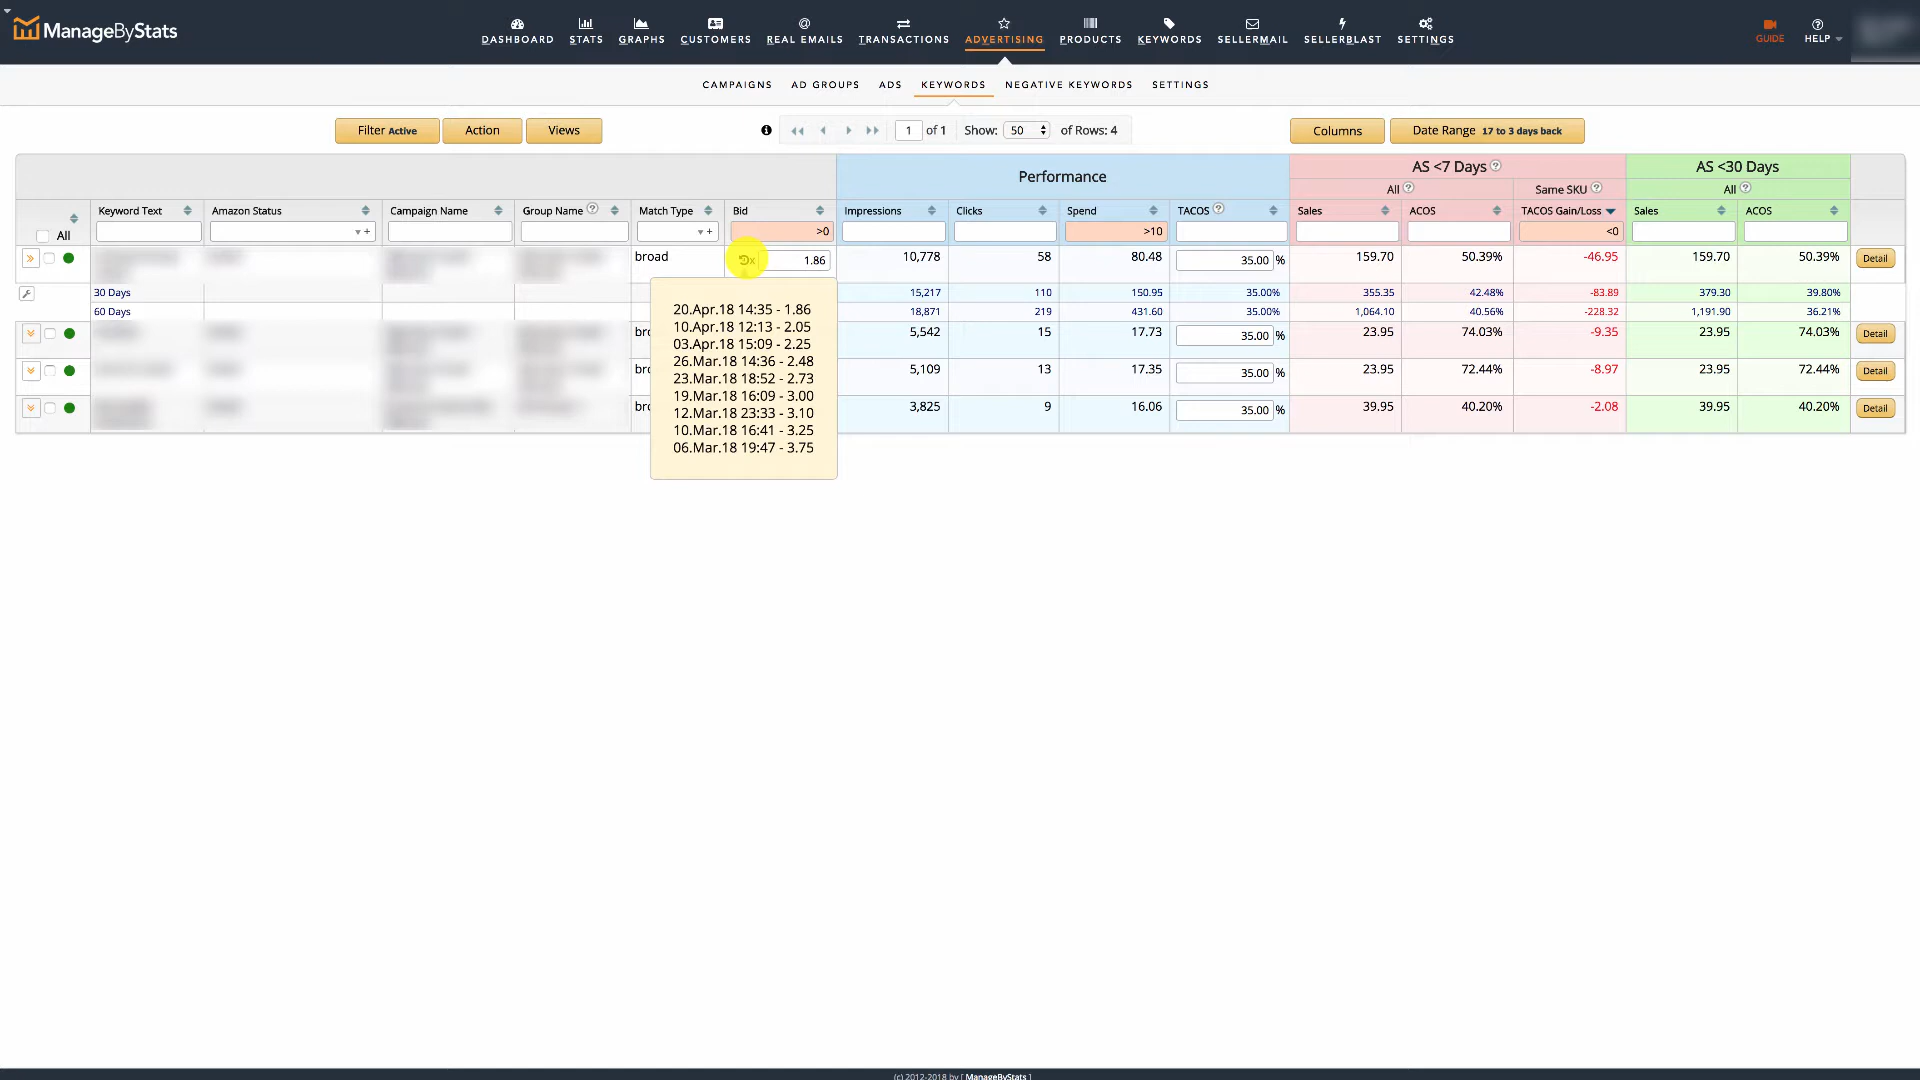 ManageByStats
DASHBOARD STATS GRAPHS CUSTOMERS REAL EMAILS TRANSACTIONS ADVERTISING PRODUCTS KEYWORDS SELLERMAIL SELLERBLAST SETTINGS GUIDE HELP
CAMPAIGNS AD GROUPS ADS KEYWORDS NEGATIVE KEYWORDS SETTINGS
Filter Active Action Views 1 of 1 Show: 50 of Rows: 4 Columns Date Range 17 to 3 days back
Performance AS <7 Days AS <30 Days
All Same SKU All
Keyword Text Amazon Status Campaign Name Group Name Match Type Bid Impressions Clicks Spend TACOS Sales ACOS TACOS Gain/Loss Sales ACOS
All >0 >10 <0
broad 1.86 10,778 58 80.48 35.00 % 159.70 50.39% -46.95 159.70 50.39% Detail
30 Days 15,217 110 150.95 35.00% 355.35 42.48% -83.89 379.30 39.80%
60 Days 18,871 219 431.60 35.00% 1,064.10 40.56% -228.32 1,191.90 36.21%
5,542 15 17.73 35.00 % 23.95 74.03% -9.35 23.95 74.03% Detail
5,109 13 17.35 35.00 % 23.95 72.44% -8.97 23.95 72.44% Detail
3,825 9 16.06 35.00 % 39.95 40.20% -2.08 39.95 40.20% Detail
20.Apr.18 14:35 - 1.86
10.Apr.18 12:13 - 2.05
03.Apr.18 15:09 - 2.25
26.Mar.18 14:36 - 2.48
23.Mar.18 18:52 - 2.73
19.Mar.18 16:09 - 3.00
12.Mar.18 23:33 - 3.10
10.Mar.18 16:41 - 3.25
06.Mar.18 19:47 - 3.75
(c) 2012-2018 by [ ManageByStats ]